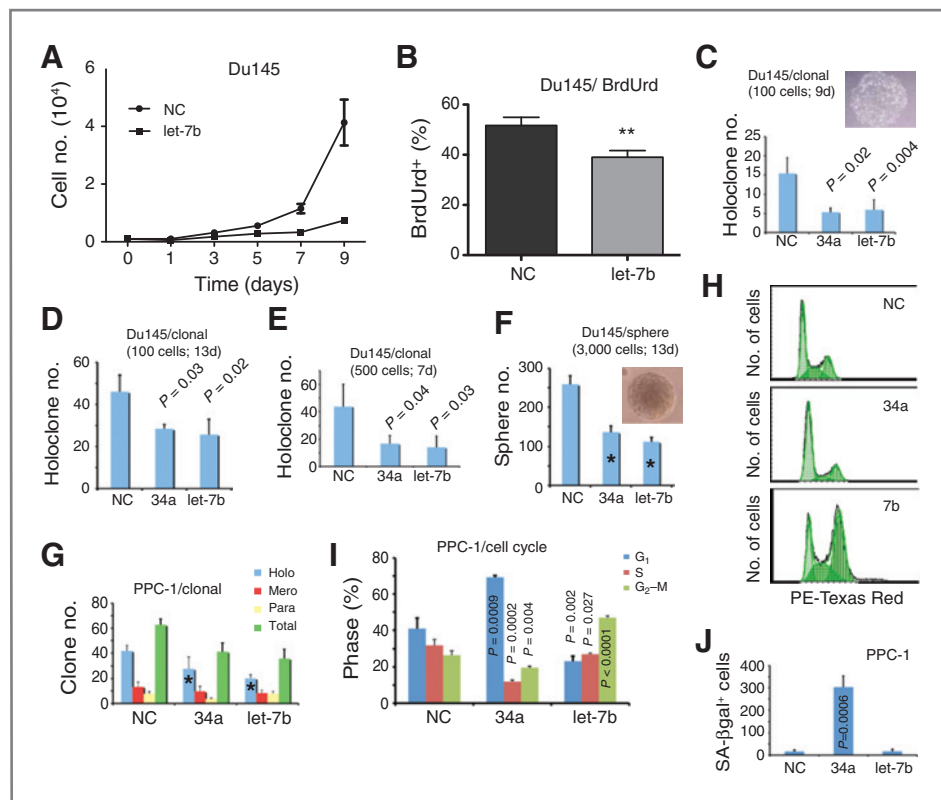 A
Du145
Cell no. (10⁴)
6
4
2
0
NC
let-7b
0 1 3 5 7 9
Time (days)
B
Du145/ BrdUrd
BrdUrd⁺ (%)
60
40
20
0
**
NC let-7b
C
Du145/clonal
(100 cells; 9d)
Holoclone no.
25
20
15
10
5
0
P = 0.02
P = 0.004
NC 34a let-7b
D
Du145/clonal
(100 cells; 13d)
Holoclone no.
60
40
20
0
P = 0.03
P = 0.02
NC 34a let-7b
E
Du145/clonal
(500 cells; 7d)
Holoclone no.
80
60
40
20
0
P = 0.04
P = 0.03
NC 34a let-7b
F
Du145/sphere
(3,000 cells; 13d)
Sphere no.
300
200
100
0
* *
NC 34a let-7b
H
No. of cells
NC
No. of cells
34a
No. of cells
7b
PE-Texas Red
G
PPC-1/clonal
Clone no.
80
60
40
20
0
Holo
Mero
Para
Total
* *
NC 34a let-7b
I
PPC-1/cell cycle
Phase (%)
80
60
40
20
0
G₁
S
G₂–M
P = 0.0009
P = 0.0002
P = 0.004
P = 0.002
P = 0.027
P < 0.0001
NC 34a let-7b
J
PPC-1
SA-βgal⁺ cells
400
300
200
100
0
P=0.0006
NC 34a let-7b